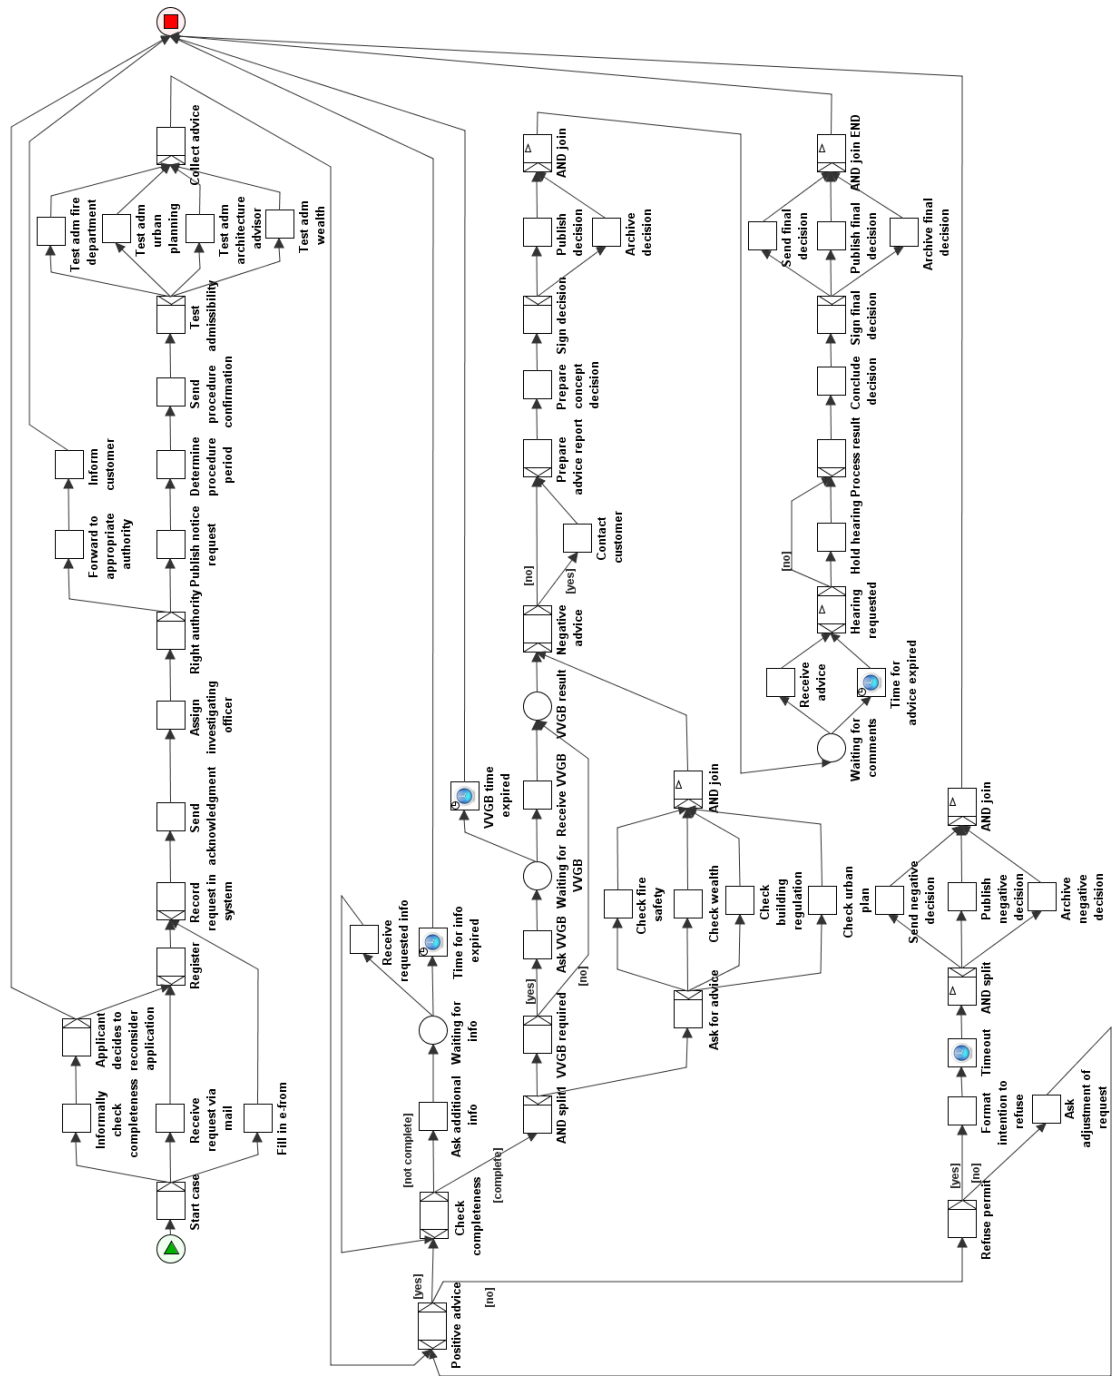 Start case
Informally
check
completeness
Receive
request via
mail
Fill in e-from
Applicant
decides to
reconsider
application
Register
Record
request in
system
Send
acknowledgment
Assign
investigating
officer
Right authority
Forward to
appropriate
authority
Inform
customer
Publish notice
request
Determine
procedure
period
Send
procedure
confirmation
Test
admissibility
Test adm fire
department
Test adm
urban
planning
Test adm
architecture
advisor
Test adm
wealth
Collect advice
Positive advice
[yes]
[no]
Check
completeness
[not complete]
[complete]
Ask additional
info
Waiting for
info
Receive
requested info
Time for info
expired
AND split1
VVGB required
[yes]
[no]
Ask VVGB
Waiting for
VVGB
VVGB time
expired
Receive VVGB
VVGB result
Ask for advice
Check fire
safety
Check wealth
Check
building
regulation
Check urban
plan
AND join
Negative
advice
[no]
[yes]
Contact
customer
Prepare
advice report
Prepare
concept
decision
Sign decision
Publish
decision
Archive
decision
AND join
Waiting for
comments
Receive
advice
Time for
advice expired
Hearing
requested
[no]
Hold hearing
Process result
Conclude
decision
Sign final
decision
Send final
decision
Publish final
decision
Archive final
decision
AND join END
Refuse permit
[yes]
[no]
Format
intention to
refuse
Ask
adjustment of
request
Timeout
AND split
Send negative
decision
Publish
negative
decision
Archive
negative
decision
AND join